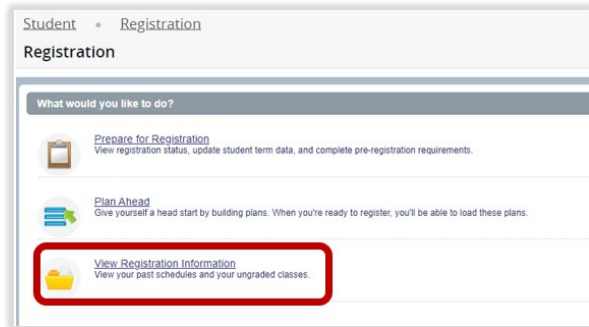 Student • Registration
Registration
What would you like to do?
Prepare for Registration
View registration status, update student term data, and complete pre-registration requirements.
Plan Ahead
Give yourself a head start by building plans. When you're ready to register, you'll be able to load these plans.
View Registration Information
View your past schedules and your ungraded classes.